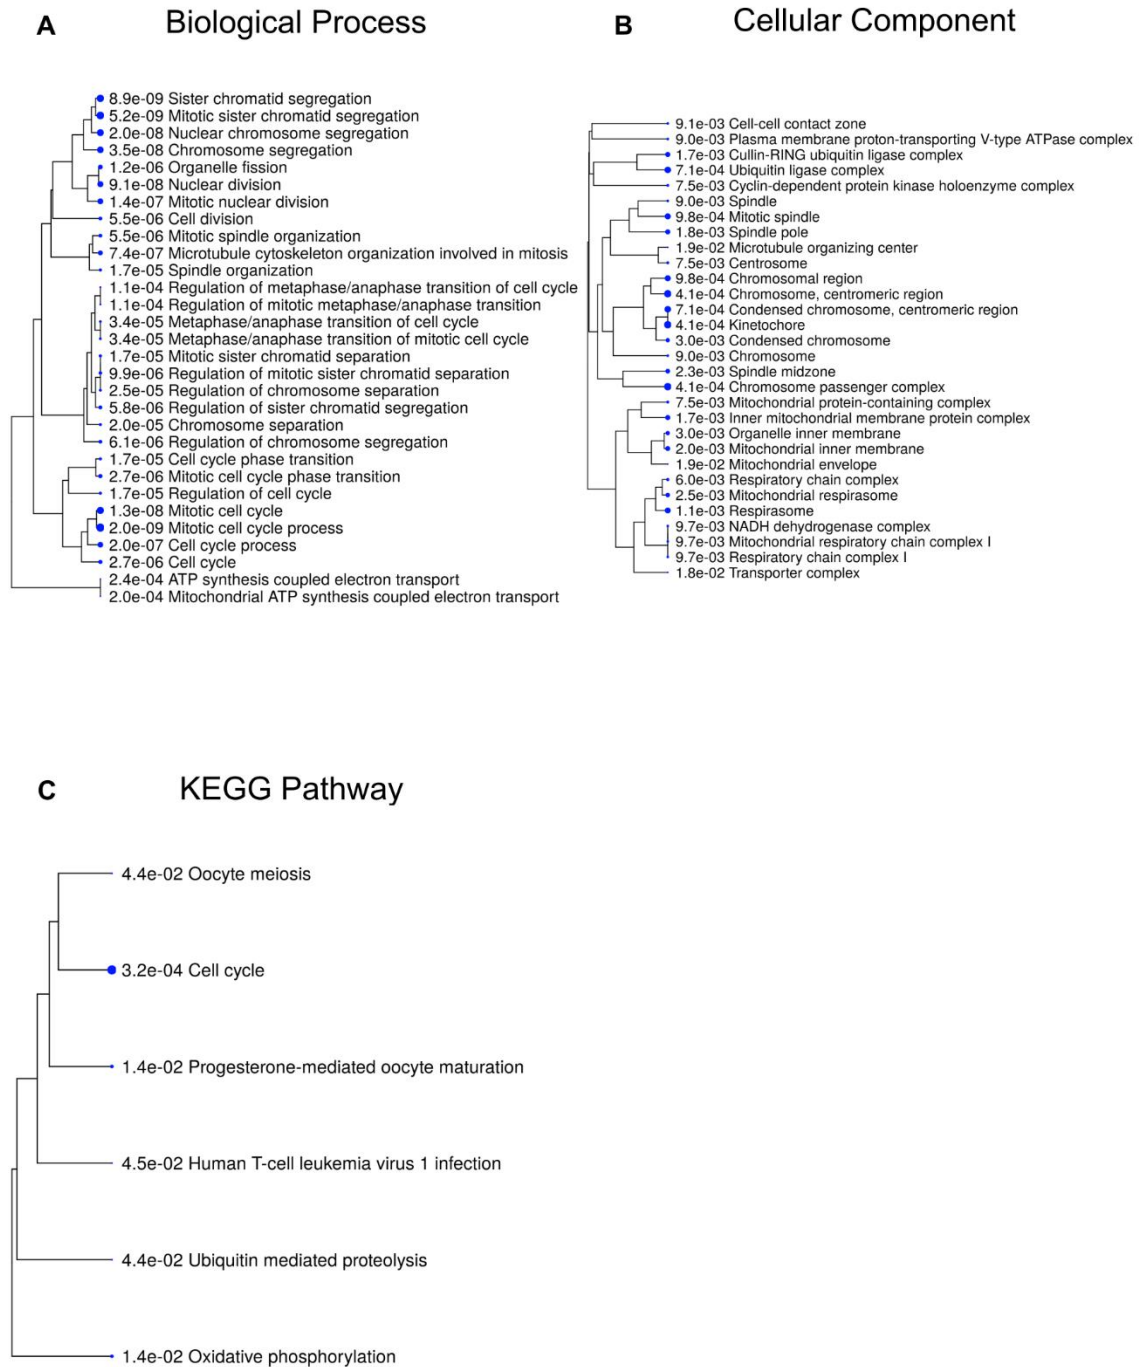 A Biological Process
8.9e-09 Sister chromatid segregation
5.2e-09 Mitotic sister chromatid segregation
2.0e-08 Nuclear chromosome segregation
3.5e-08 Chromosome segregation
1.2e-06 Organelle fission
9.1e-08 Nuclear division
1.4e-07 Mitotic nuclear division
5.5e-06 Cell division
5.5e-06 Mitotic spindle organization
7.4e-07 Microtubule cytoskeleton organization involved in mitosis
1.7e-05 Spindle organization
1.1e-04 Regulation of metaphase/anaphase transition of cell cycle
1.1e-04 Regulation of mitotic metaphase/anaphase transition
3.4e-05 Metaphase/anaphase transition of cell cycle
3.4e-05 Metaphase/anaphase transition of mitotic cell cycle
1.7e-05 Mitotic sister chromatid separation
9.9e-06 Regulation of mitotic sister chromatid separation
2.5e-05 Regulation of chromosome separation
5.8e-06 Regulation of sister chromatid segregation
2.0e-05 Chromosome separation
6.1e-06 Regulation of chromosome segregation
1.7e-05 Cell cycle phase transition
2.7e-06 Mitotic cell cycle phase transition
1.7e-05 Regulation of cell cycle
1.3e-08 Mitotic cell cycle
2.0e-09 Mitotic cell cycle process
2.0e-07 Cell cycle process
2.7e-06 Cell cycle
2.4e-04 ATP synthesis coupled electron transport
2.0e-04 Mitochondrial ATP synthesis coupled electron transport
B Cellular Component
9.1e-03 Cell-cell contact zone
9.0e-03 Plasma membrane proton-transporting V-type ATPase complex
1.7e-03 Cullin-RING ubiquitin ligase complex
7.1e-04 Ubiquitin ligase complex
7.5e-03 Cyclin-dependent protein kinase holoenzyme complex
9.0e-03 Spindle
9.8e-04 Mitotic spindle
1.8e-03 Spindle pole
1.9e-02 Microtubule organizing center
7.5e-03 Centrosome
9.8e-04 Chromosomal region
4.1e-04 Chromosome, centromeric region
7.1e-04 Condensed chromosome, centromeric region
4.1e-04 Kinetochore
3.0e-03 Condensed chromosome
9.0e-03 Chromosome
2.3e-03 Spindle midzone
4.1e-04 Chromosome passenger complex
7.5e-03 Mitochondrial protein-containing complex
1.7e-03 Inner mitochondrial membrane protein complex
3.0e-03 Organelle inner membrane
2.0e-03 Mitochondrial inner membrane
1.9e-02 Mitochondrial envelope
6.0e-03 Respiratory chain complex
2.5e-03 Mitochondrial respirasome
1.1e-03 Respirasome
9.7e-03 NADH dehydrogenase complex
9.7e-03 Mitochondrial respiratory chain complex I
9.7e-03 Respiratory chain complex I
1.8e-02 Transporter complex
C KEGG Pathway
4.4e-02 Oocyte meiosis
3.2e-04 Cell cycle
1.4e-02 Progesterone-mediated oocyte maturation
4.5e-02 Human T-cell leukemia virus 1 infection
4.4e-02 Ubiquitin mediated proteolysis
1.4e-02 Oxidative phosphorylation